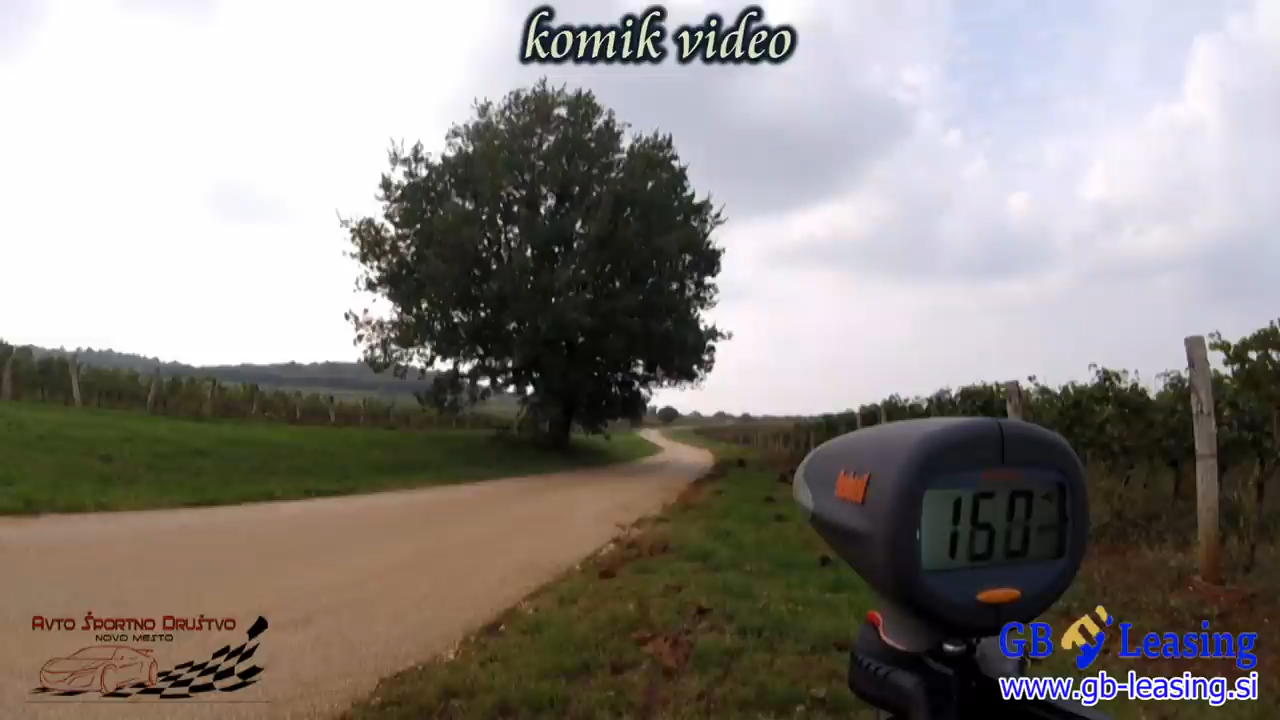 komik video
160
AVTO ŠPORTNO DRUŠTVO
NOVO MESTO
GB Leasing
www.gb-leasing.si